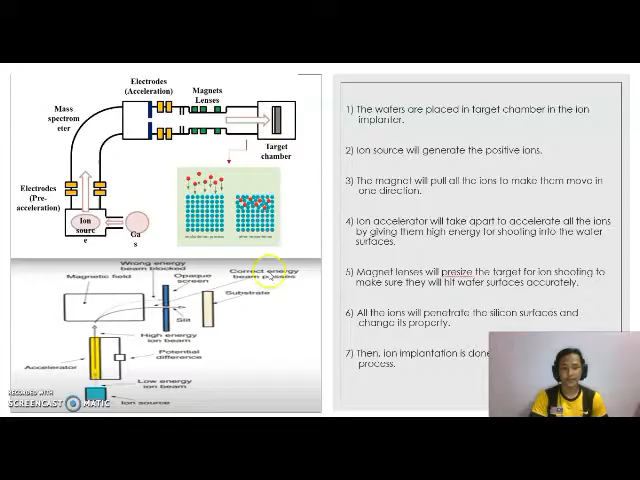 Electrodes
(Acceleration)
Magnets
Lenses
Mass
spectrom
eter
Target
chamber
Electrodes
(Pre-
acceleration)
Ion
sourc
e
Ga
s
Wrong energy
beam blocked
Correct energy
beam passes
Magnetic field
Opaque
screen
Substrate
Slit
High energy
ion beam
Potential
difference
Accelerator
Low energy
ion beam
Ion source
RECORDED WITH
SCREENCAST MATIC
1) The wafers are placed in target chamber in the ion
implanter.
2) Ion source will generate the positive ions.
3) The magnet will pull all the ions to make them move in
one direction.
4) Ion accelerator will take apart to accelerate all the ions
by giving them high energy for shooting into the water
surfaces.
5) Magnet lenses will presize the target for ion shooting to
make sure they will hit wafer surfaces accurately.
6) All the ions will penetrate the silicon surfaces and
change its property.
7) Then, ion implantation is done
process.